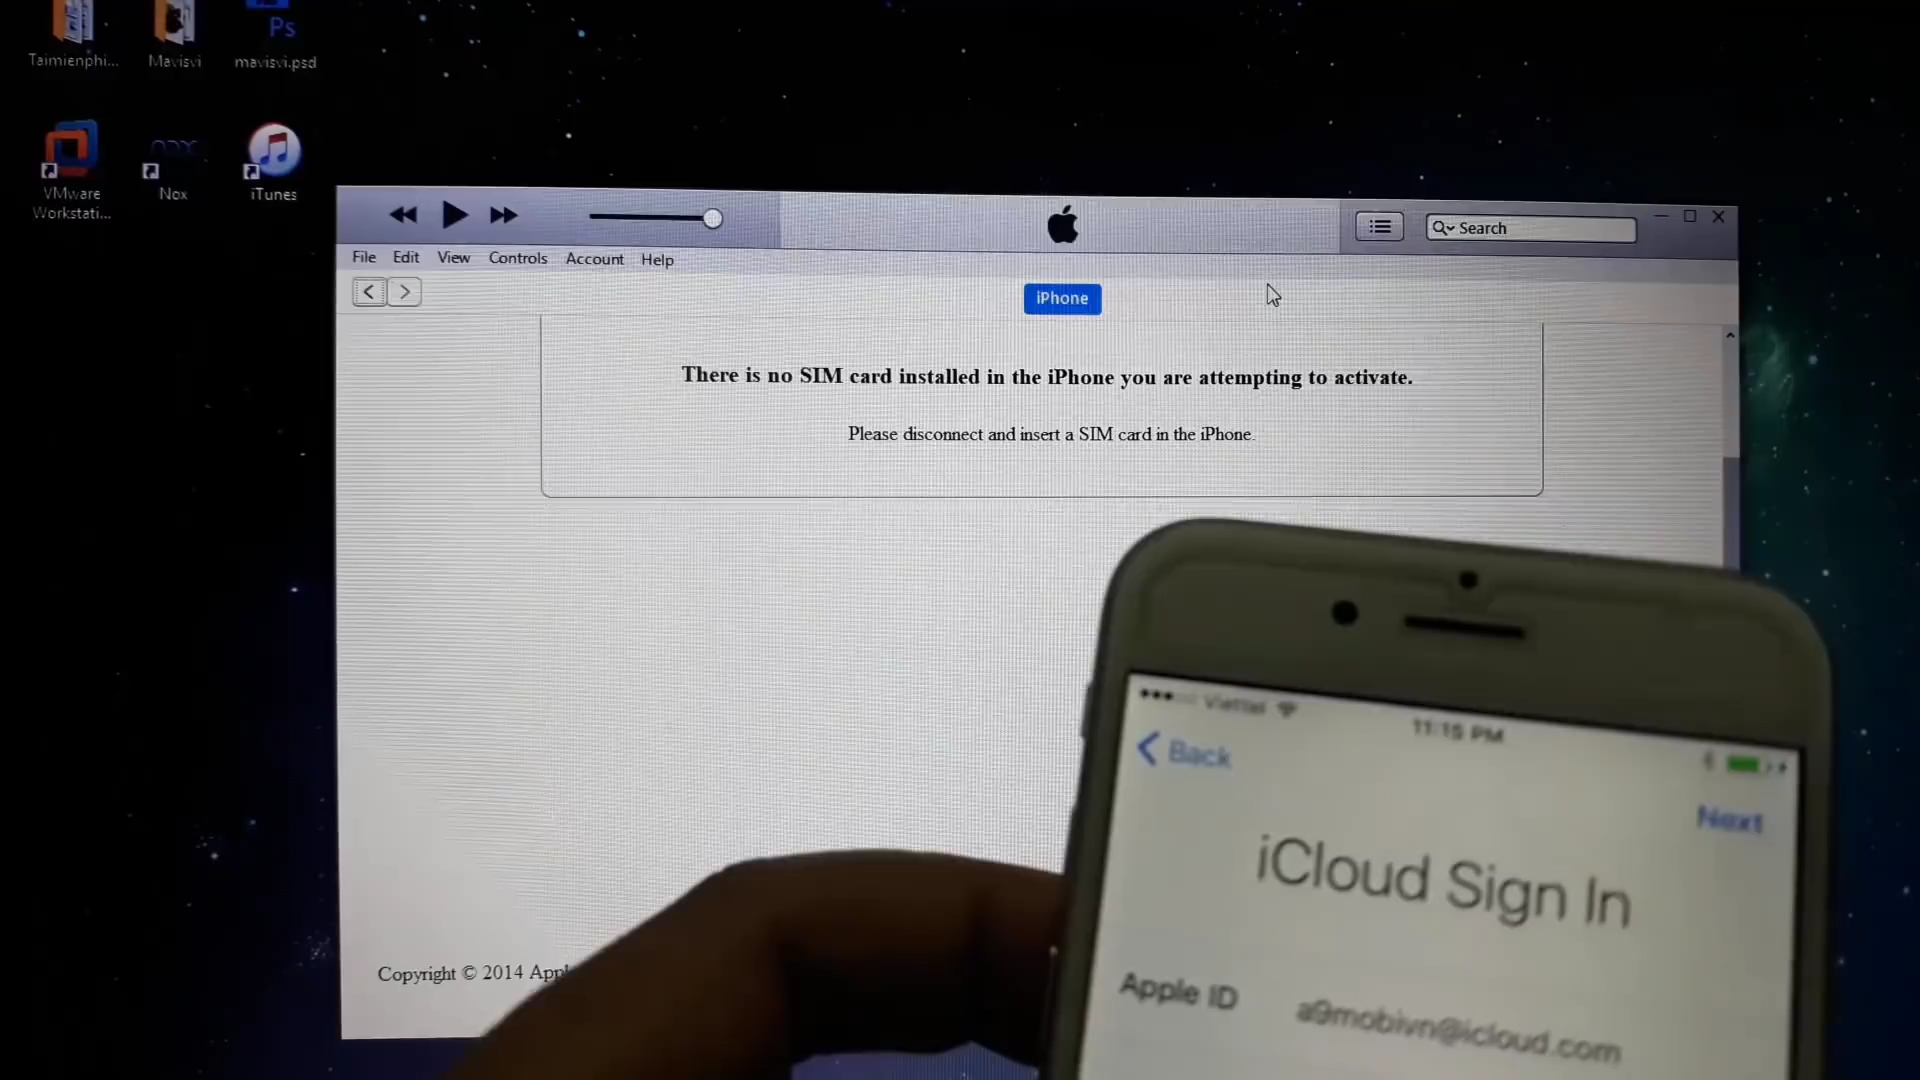 Taimienphi...
Mavisvi
Ps
mavisvi.psd
VMware
Workstati...
Nox
iTunes
Search
File Edit View Controls Account Help
iPhone
There is no SIM card installed in the iPhone you are attempting to activate.
Please disconnect and insert a SIM card in the iPhone.
Copyright © 2014
Viettel
11:15 PM
Back
Next
iCloud Sign In
Apple ID
a9mobivn@icloud.com